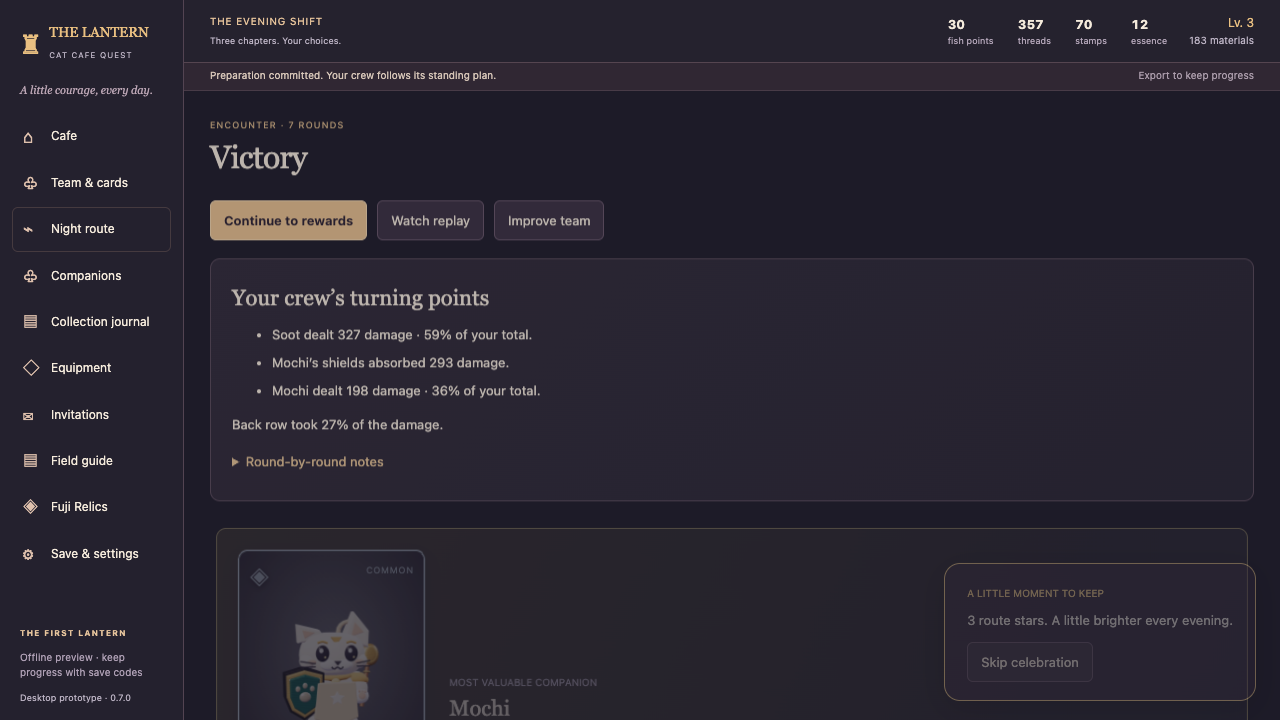 THE LANTERN
CAT CAFE QUEST
A little courage, every day.
Cafe
Team & cards
Night route
Companions
Collection journal
Equipment
Invitations
Field guide
Fuji Relics
Save & settings
THE FIRST LANTERN
Offline preview · keep
progress with save codes
Desktop prototype · 0.7.0
THE EVENING SHIFT
Three chapters. Your choices.
30
fish points
357
threads
70
stamps
12
essence
Lv. 3
183 materials
Preparation committed. Your crew follows its standing plan.
Export to keep progress
ENCOUNTER · 7 ROUNDS
Victory
Continue to rewards
Watch replay
Improve team
Your crew’s turning points
• Soot dealt 327 damage · 59% of your total.
• Mochi’s shields absorbed 293 damage.
• Mochi dealt 198 damage · 36% of your total.
Back row took 27% of the damage.
Round-by-round notes
COMMON
MOST VALUABLE COMPANION
Mochi
A LITTLE MOMENT TO KEEP
3 route stars. A little brighter every evening.
Skip celebration